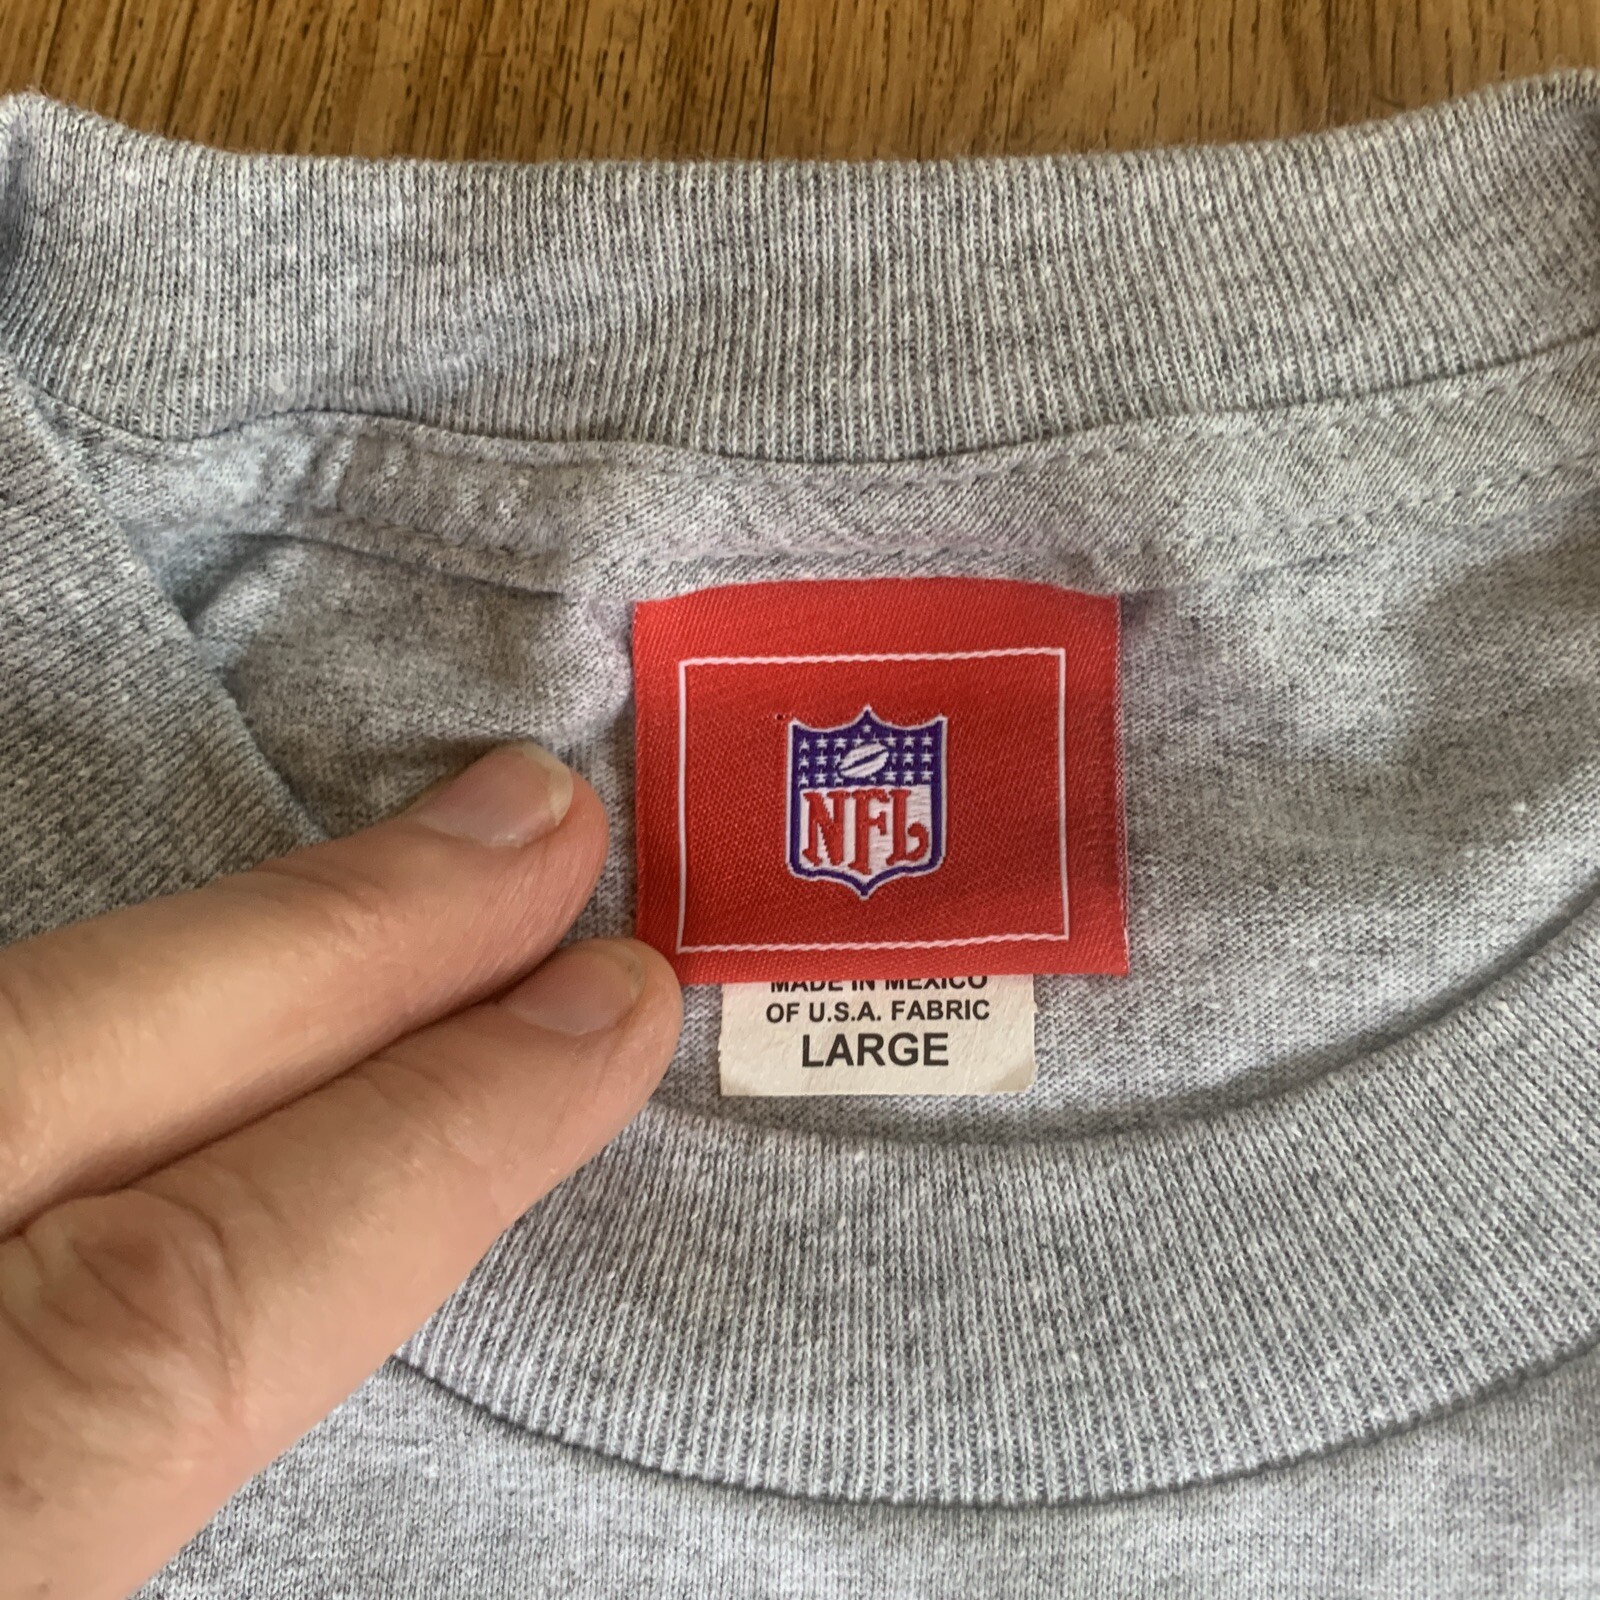 NFL
MADE IN MEXICO
OF U.S.A. FABRIC
LARGE